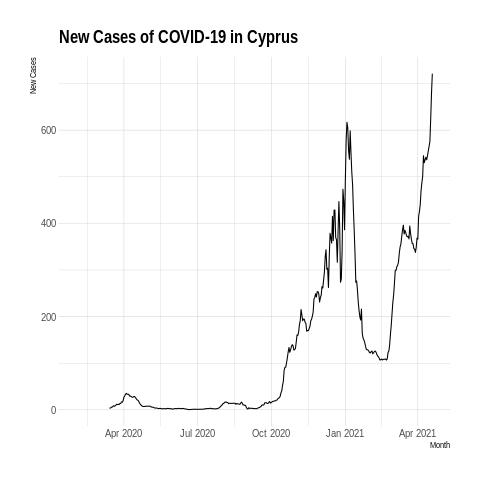 New Cases of COVID-19 in Cyprus
New Cases
600
400
200
0
Apr 2020 Jul 2020 Oct 2020 Jan 2021 Apr 2021
Month